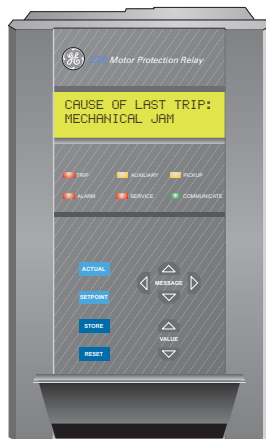 Motor Protection Relay
CAUSE OF LAST TRIP:
MECHANICAL JAM
TRIP AUXILIARY PICKUP
ALARM SERVICE COMMUNICATE
ACTUAL
MESSAGE
SETPOINT
STORE
VALUE
RESET